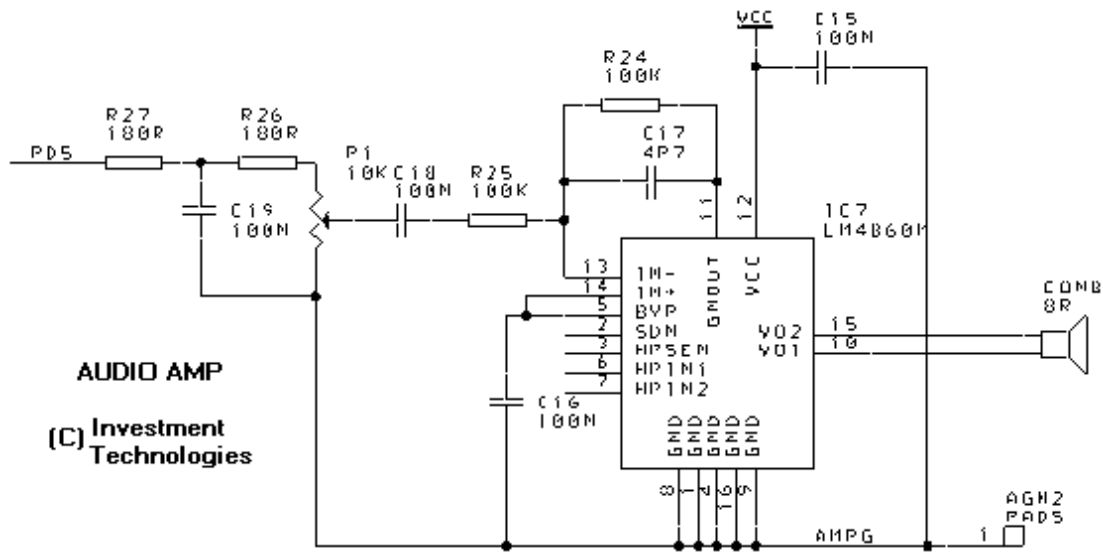 VCC
C15
100N
R24
100K
R27
180R
R26
180R
C17
4P7
PD5
P1
10K
C18
100N
R25
100K
C19
100N
11
12
IC7
LM4860M
13
IN-
14
IN+
5
BYP
2
SDN
3
HPSEN
6
HPIN1
7
HPIN2
GNOUT
VCC
VO2
15
VO1
10
COMB
8R
C16
100N
GND
GND
GND
GND
GND
8
1
4
16
9
AUDIO AMP
(C) Investment
Technologies
AMPG
1
AGN2
PAD5